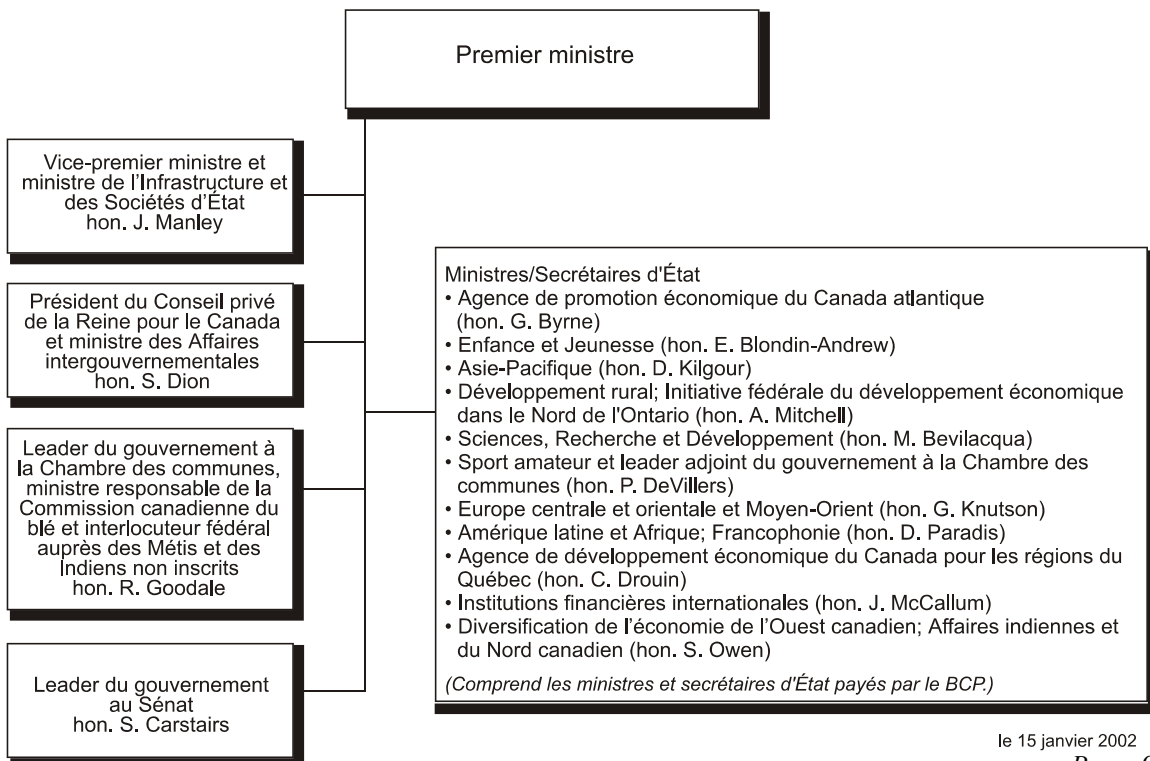 Premier ministre
Vice-premier ministre et
ministre de l'Infrastructure et
des Sociétés d'État
hon. J. Manley
Président du Conseil privé
de la Reine pour le Canada
et ministre des Affaires
intergouvernementales
hon. S. Dion
Leader du gouvernement à
la Chambre des communes,
ministre responsable de la
Commission canadienne du
blé et interlocuteur fédéral
auprès des Métis et des
Indiens non inscrits
hon. R. Goodale
Leader du gouvernement
au Sénat
hon. S. Carstairs
Ministres/Secrétaires d'État
• Agence de promotion économique du Canada atlantique
(hon. G. Byrne)
• Enfance et Jeunesse (hon. E. Blondin-Andrew)
• Asie-Pacifique (hon. D. Kilgour)
• Développement rural; Initiative fédérale du développement économique
dans le Nord de l'Ontario (hon. A. Mitchell)
• Sciences, Recherche et Développement (hon. M. Bevilacqua)
• Sport amateur et leader adjoint du gouvernement à la Chambre des
communes (hon. P. DeVillers)
• Europe centrale et orientale et Moyen-Orient (hon. G. Knutson)
• Amérique latine et Afrique; Francophonie (hon. D. Paradis)
• Agence de développement économique du Canada pour les régions du
Québec (hon. C. Drouin)
• Institutions financières internationales (hon. J. McCallum)
• Diversification de l'économie de l'Ouest canadien; Affaires indiennes et
du Nord canadien (hon. S. Owen)
(Comprend les ministres et secrétaires d'État payés par le BCP.)
le 15 janvier 2002